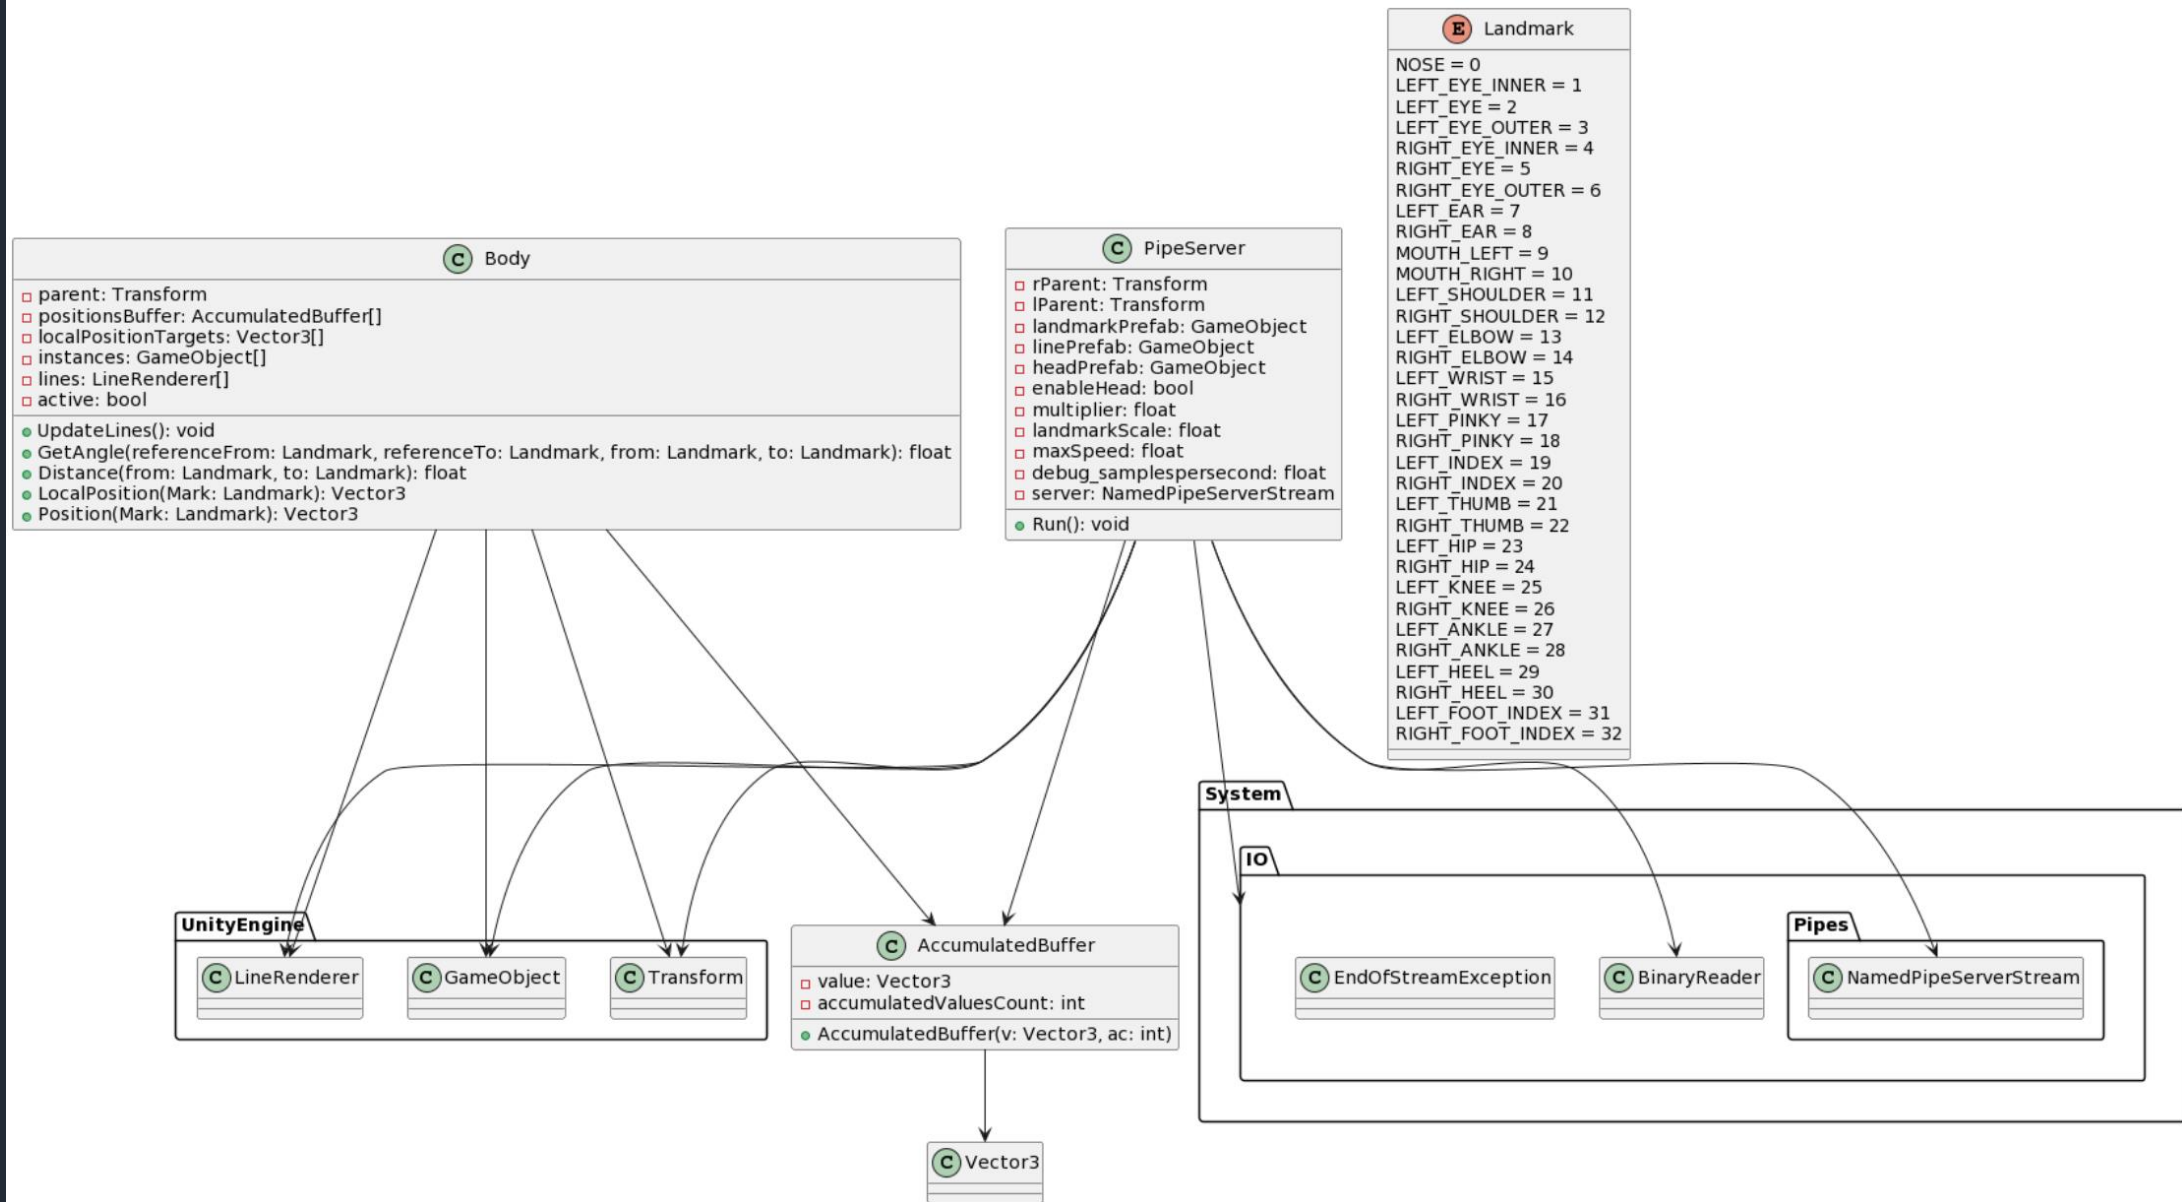 C Body
parent: Transform
positionsBuffer: AccumulatedBuffer[]
localPositionTargets: Vector3[]
instances: GameObject[]
lines: LineRenderer[]
active: bool
UpdateLines(): void
GetAngle(referenceFrom: Landmark, referenceTo: Landmark, from: Landmark, to: Landmark): float
Distance(from: Landmark, to: Landmark): float
LocalPosition(Mark: Landmark): Vector3
Position(Mark: Landmark): Vector3
C PipeServer
rParent: Transform
lParent: Transform
landmarkPrefab: GameObject
linePrefab: GameObject
headPrefab: GameObject
enableHead: bool
multiplier: float
landmarkScale: float
maxSpeed: float
debug_samplespersecond: float
server: NamedPipeServerStream
Run(): void
E Landmark
NOSE = 0
LEFT_EYE_INNER = 1
LEFT_EYE = 2
LEFT_EYE_OUTER = 3
RIGHT_EYE_INNER = 4
RIGHT_EYE = 5
RIGHT_EYE_OUTER = 6
LEFT_EAR = 7
RIGHT_EAR = 8
MOUTH_LEFT = 9
MOUTH_RIGHT = 10
LEFT_SHOULDER = 11
RIGHT_SHOULDER = 12
LEFT_ELBOW = 13
RIGHT_ELBOW = 14
LEFT_WRIST = 15
RIGHT_WRIST = 16
LEFT_PINKY = 17
RIGHT_PINKY = 18
LEFT_INDEX = 19
RIGHT_INDEX = 20
LEFT_THUMB = 21
RIGHT_THUMB = 22
LEFT_HIP = 23
RIGHT_HIP = 24
LEFT_KNEE = 25
RIGHT_KNEE = 26
LEFT_ANKLE = 27
RIGHT_ANKLE = 28
LEFT_HEEL = 29
RIGHT_HEEL = 30
LEFT_FOOT_INDEX = 31
RIGHT_FOOT_INDEX = 32
UnityEngine
C LineRenderer
C GameObject
C Transform
C AccumulatedBuffer
value: Vector3
accumulatedValuesCount: int
AccumulatedBuffer(v: Vector3, ac: int)
System
IO
C EndOfStreamException
C BinaryReader
Pipes
C NamedPipeServerStream
C Vector3